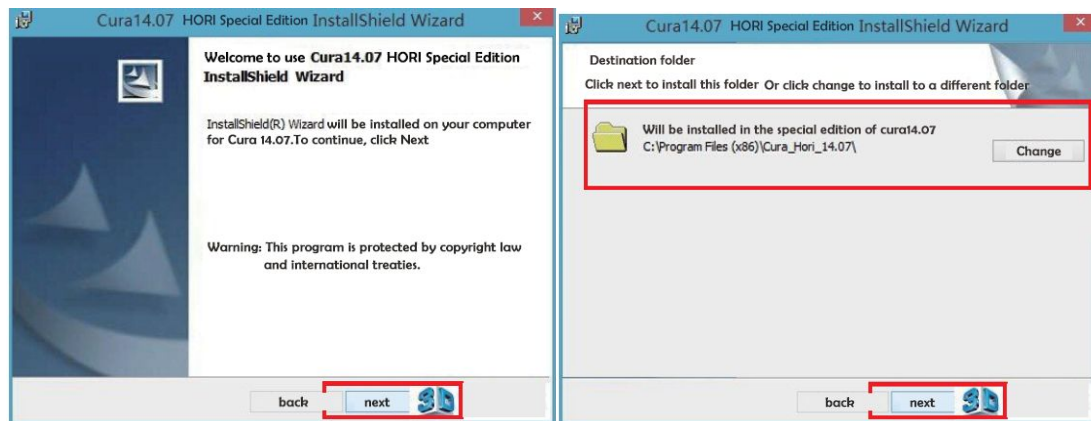 Cura14.07 HORI Special Edition InstallShield Wizard
Welcome to use Cura14.07 HORI Special Edition
InstallShield Wizard
InstallShield(R) Wizard will be installed on your computer
for Cura 14.07.To continue, click Next
Warning: This program is protected by copyright law
and international treaties.
back
next
3D
Cura14.07 HORI Special Edition InstallShield Wizard
Destination folder
Click next to install this folder Or click change to install to a different folder
Will be installed in the special edition of cura14.07
C:\Program Files (x86)\Cura_Hori_14.07\
Change
back
next
3D